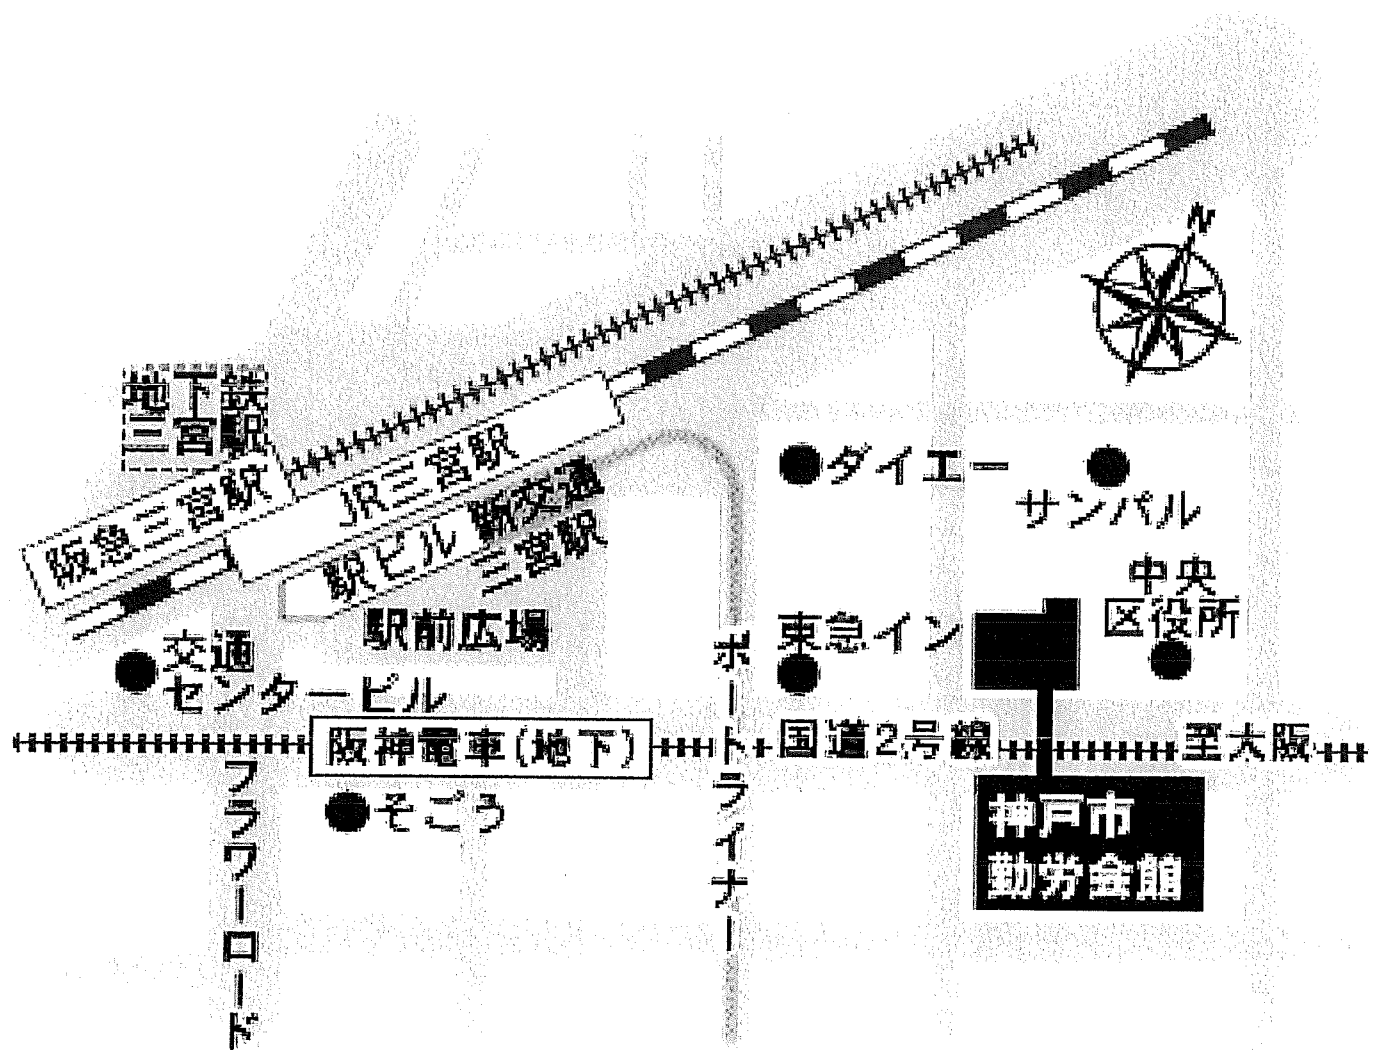 N
地下鉄
三宮駅
阪急三宮駅
JR三宮駅
駅ビル
新交通
三宮駅
駅前広場
ダイエー
サンパル
中央
区役所
東急イン
交通
センタービル
阪神電車(地下)
国道2号線
至大阪
ポートライナー
フラワーロード
そごう
神戸市
勤労会館